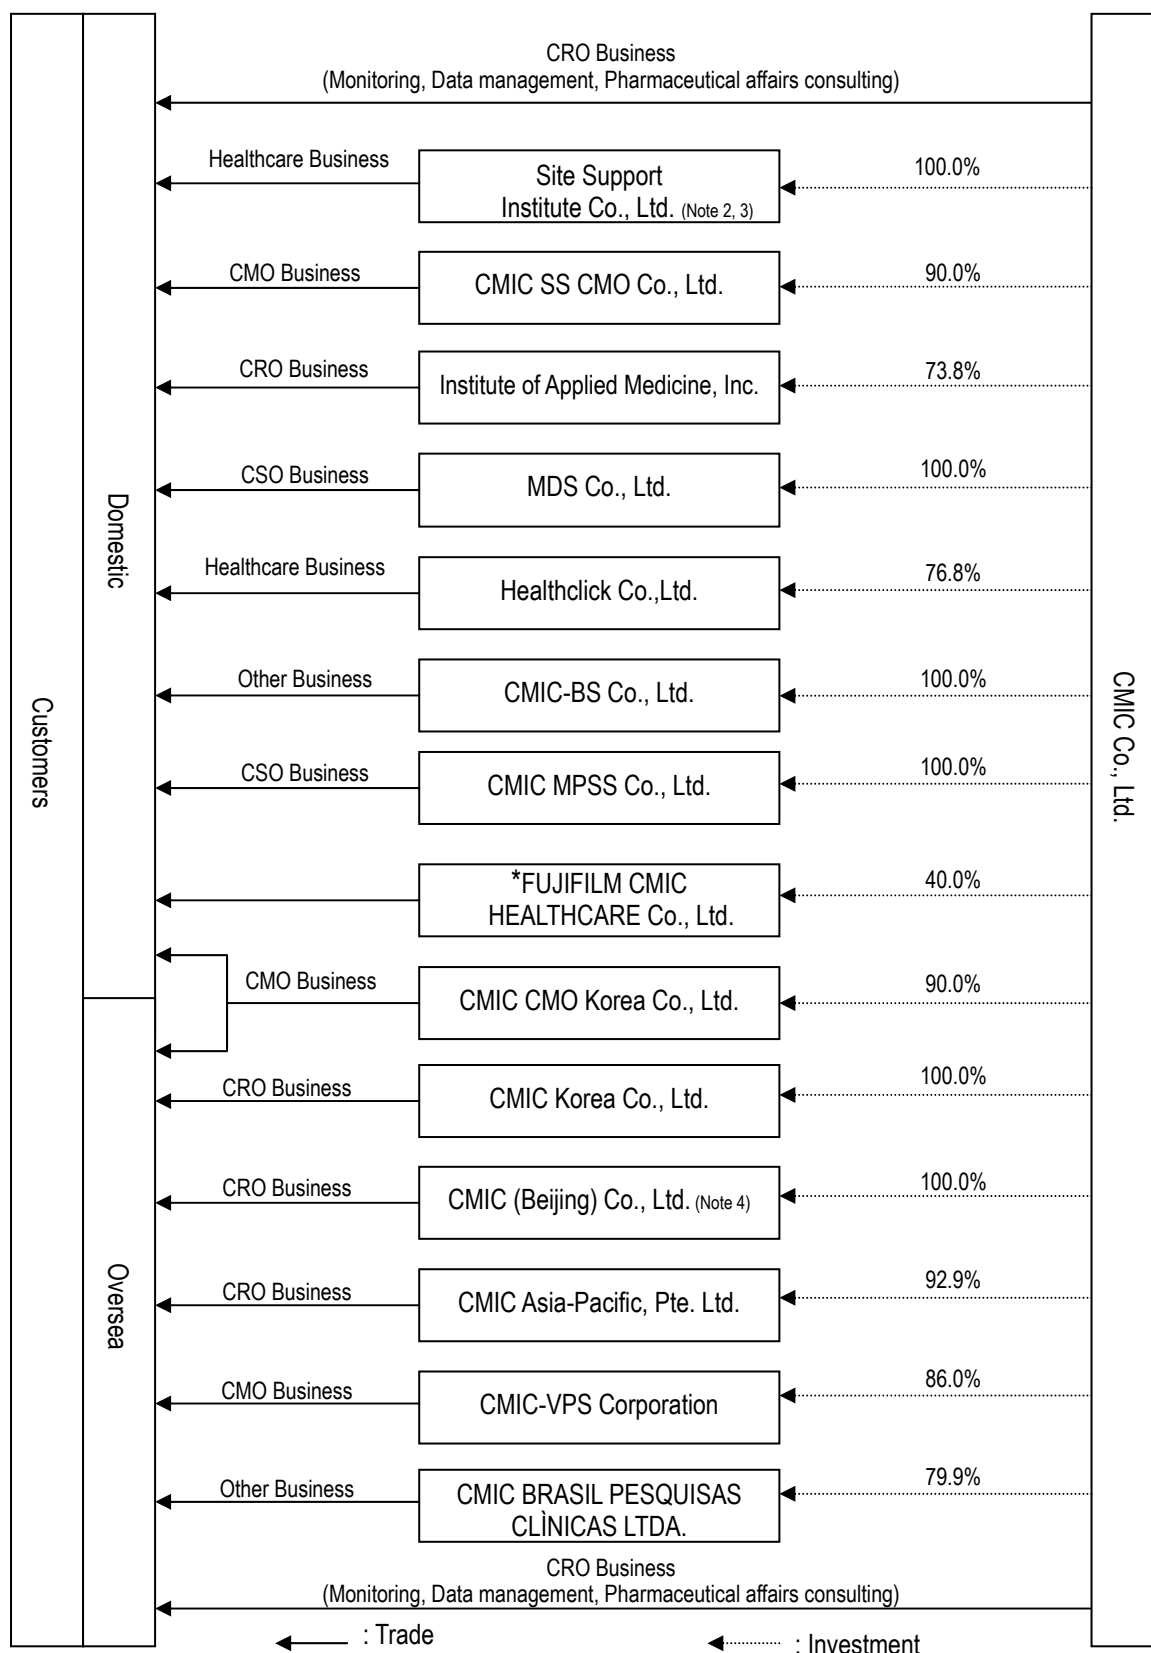 CRO Business
(Monitoring, Data management, Pharmaceutical affairs consulting)
Healthcare Business
Site Support
Institute Co., Ltd. (Note 2, 3)
100.0%
CMO Business
CMIC SS CMO Co., Ltd.
90.0%
CRO Business
Institute of Applied Medicine, Inc.
73.8%
CSO Business
MDS Co., Ltd.
100.0%
Domestic
Healthcare Business
Healthclick Co.,Ltd.
76.8%
Other Business
CMIC-BS Co., Ltd.
100.0%
Customers
CMIC Co., Ltd.
CSO Business
CMIC MPSS Co., Ltd.
100.0%
*FUJIFILM CMIC
HEALTHCARE Co., Ltd.
40.0%
CMO Business
CMIC CMO Korea Co., Ltd.
90.0%
CRO Business
CMIC Korea Co., Ltd.
100.0%
CRO Business
CMIC (Beijing) Co., Ltd. (Note 4)
100.0%
Oversea
CRO Business
CMIC Asia-Pacific, Pte. Ltd.
92.9%
CMO Business
CMIC-VPS Corporation
86.0%
Other Business
CMIC BRASIL PESQUISAS
CLÌNICAS LTDA.
79.9%
CRO Business
(Monitoring, Data management, Pharmaceutical affairs consulting)
: Trade
: Investment